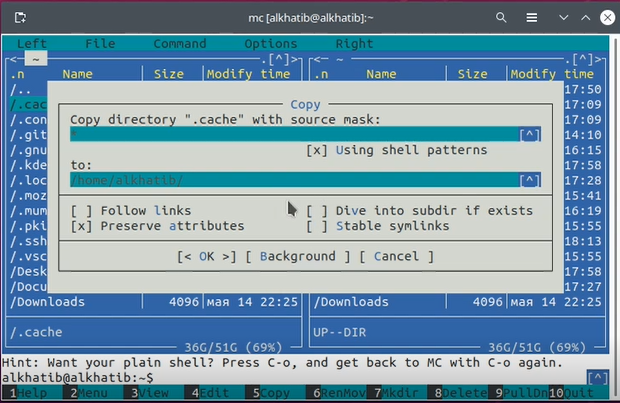 mc [alkhatib@alkhatib]:~
Left File Command Options Right
<— ~ .[^]> <— ~ .[^]>
.n Name Size Modify time .n Name Size Modify time
/.. 17:50
/.cac 17:09
/.con 17:09
/.git 14:10
/.gnu 16:15
/.kde 17:58
/.loc 17:28
/.moz 15:41
/.mum 16:19
/.pki 15:55
/.ssh 18:13
/.vsc 15:55
/Desk 17:58
/Docu 17:27
/Downloads 4096 мая 14 22:25 /Downloads 4096 мая 14 22:25
Copy
Copy directory ".cache" with source mask:
* [^]
[x] Using shell patterns
to:
/home/alkhatib/ [^]
[ ] Follow links [ ] Dive into subdir if exists
[x] Preserve attributes [ ] Stable symlinks
[< OK >] [ Background ] [ Cancel ]
/.cache UP--DIR
36G/51G (69%) 36G/51G (69%)
Hint: Want your plain shell? Press C-o, and get back to MC with C-o again.
alkhatib@alkhatib:~$ [^]
1Help 2Menu 3View 4Edit 5Copy 6RenMov 7Mkdir 8Delete 9PullDn 10Quit